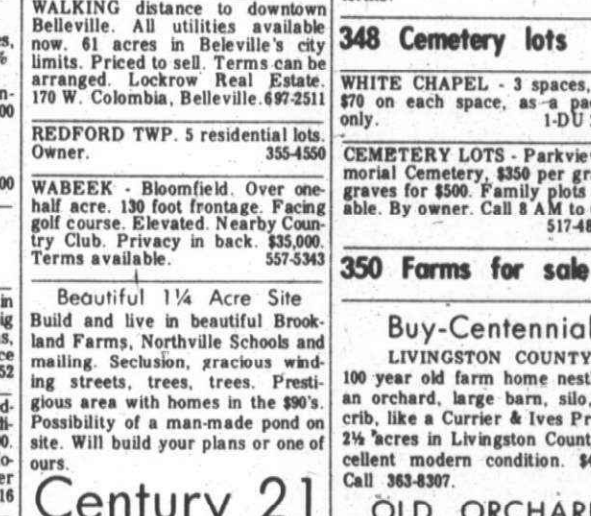 WALKING distance to downtown
Belleville. All utilities available
now. 61 acres in Beleville's city
limits. Priced to sell. Terms can be
arranged. Lockrow Real Estate.
170 W. Colombia, Belleville. 697-2511
REDFORD TWP. 5 residential lots.
Owner. 355-4550
WABEEK - Bloomfield. Over one-
half acre. 130 foot frontage. Facing
golf course. Elevated. Nearby Coun-
try Club. Privacy in back. $35,000.
Terms available. 557-5343
Beautiful 1¼ Acre Site
Build and live in beautiful Brook-
land Farms, Northville Schools and
mailing. Seclusion, gracious wind-
ing streets, trees, trees. Presti-
gious area with homes in the $90's.
Possibility of a man-made pond on
site. Will build your plans or one of
ours.
Century 21
348 Cemetery lots
WHITE CHAPEL - 3 spaces,
$70 on each space, as a pa
only. 1-DU
CEMETERY LOTS - Parkvie
morial Cemetery, $350 per gr
graves for $500. Family plots
able. By owner. Call 8 AM to
517-48
350 Farms for sale
Buy-Centennial
LIVINGSTON COUNTY
100 year old farm home nest
an orchard, large barn, silo,
crib, like a Currier & Ives Pr
2½ acres in Livingston Count
cellent modern condition. $4
Call 363-8307.
OLD ORCHAR